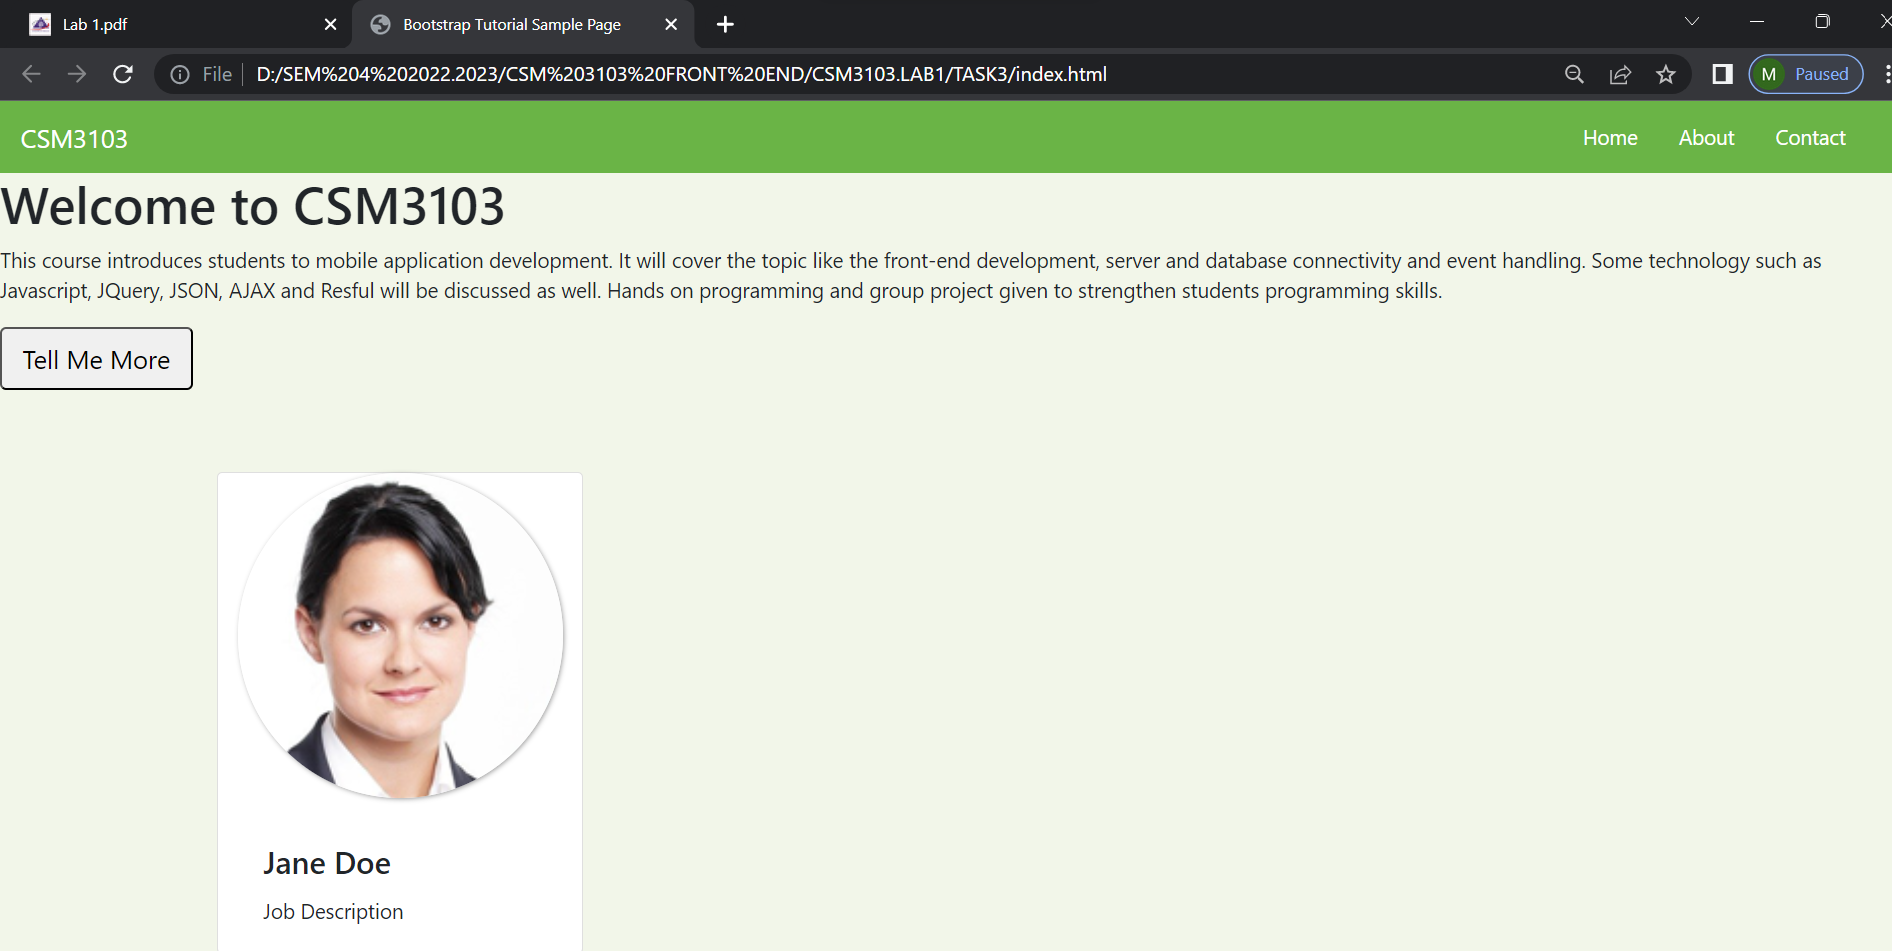 Lab 1.pdf
Bootstrap Tutorial Sample Page
File
D:/SEM%204%202022.2023/CSM%203103%20FRONT%20END/CSM3103.LAB1/TASK3/index.html
M Paused
CSM3103
Home About Contact
Welcome to CSM3103
This course introduces students to mobile application development. It will cover the topic like the front-end development, server and database connectivity and event handling. Some technology such as
Javascript, JQuery, JSON, AJAX and Resful will be discussed as well. Hands on programming and group project given to strengthen students programming skills.
Tell Me More
Jane Doe
Job Description